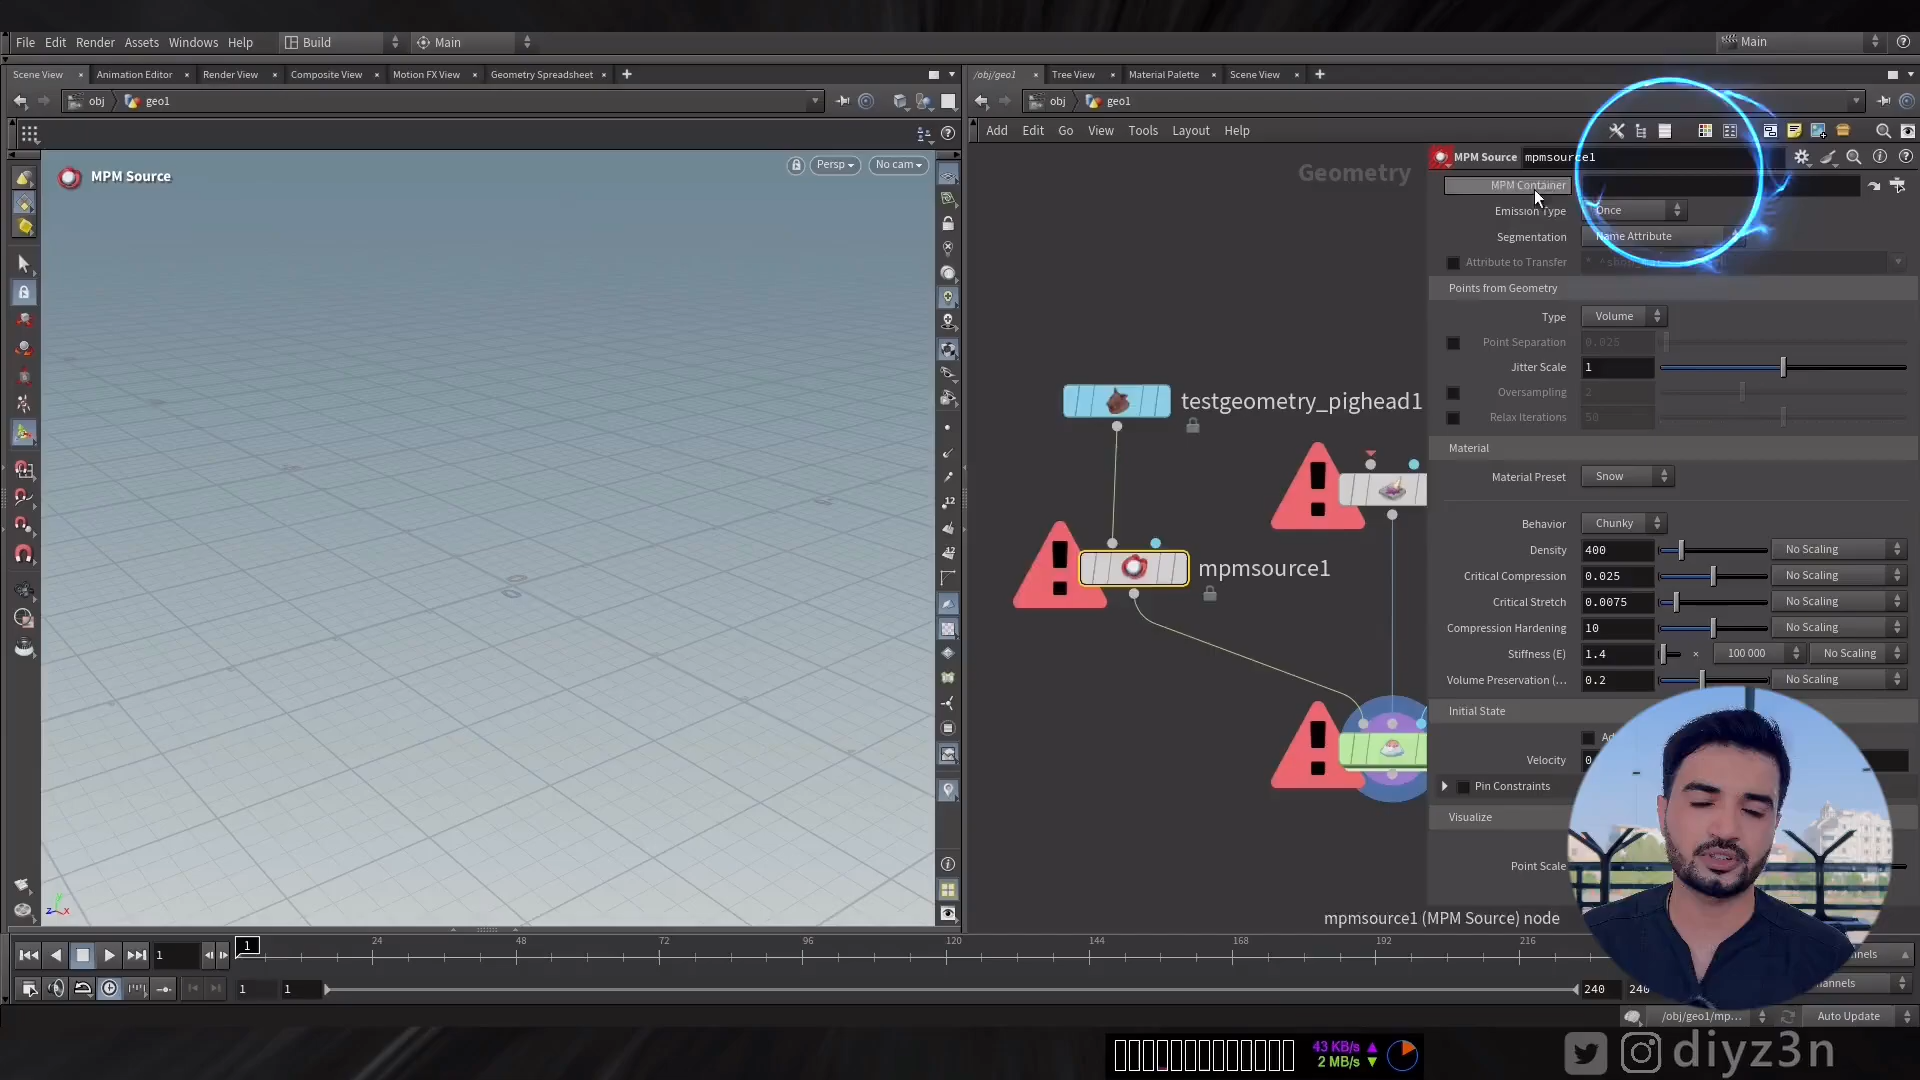 File Edit Render Assets Windows Help Build Main Main
Scene View × Animation Editor × Render View × Composite View × Motion FX View × Geometry Spreadsheet × +
/obj/geo1 × Tree View × Material Palette × Scene View × +
obj geo1
obj geo1
Add Edit Go View Tools Layout Help
MPM Source
Persp No cam
Geometry
MPM Source mpmsource1
MPM Container
Emission Type Once
Segmentation Name Attribute
Attribute to Transfer
Points from Geometry
Type Volume
Point Separation 0.025
Jitter Scale 1
Oversampling 2
Relax Iterations 50
Material
Material Preset Snow
Behavior Chunky
Density 400 No Scaling
Critical Compression 0.025 No Scaling
Critical Stretch 0.0075 No Scaling
Compression Hardening 10 No Scaling
Stiffness (E) 1.4 × 100 000 No Scaling
Volume Preservation (... 0.2 No Scaling
Initial State
Velocity
Pin Constraints
Visualize
Point Scale
testgeometry_pighead1
mpmsource1
mpmsource1 (MPM Source) node
12
12
z y x
1 1 24 48 72 96 120 144 168 192 216
1 1 240 240
/obj/geo1/mp... Auto Update
43 KB/s
2 MB/s
diyz3n